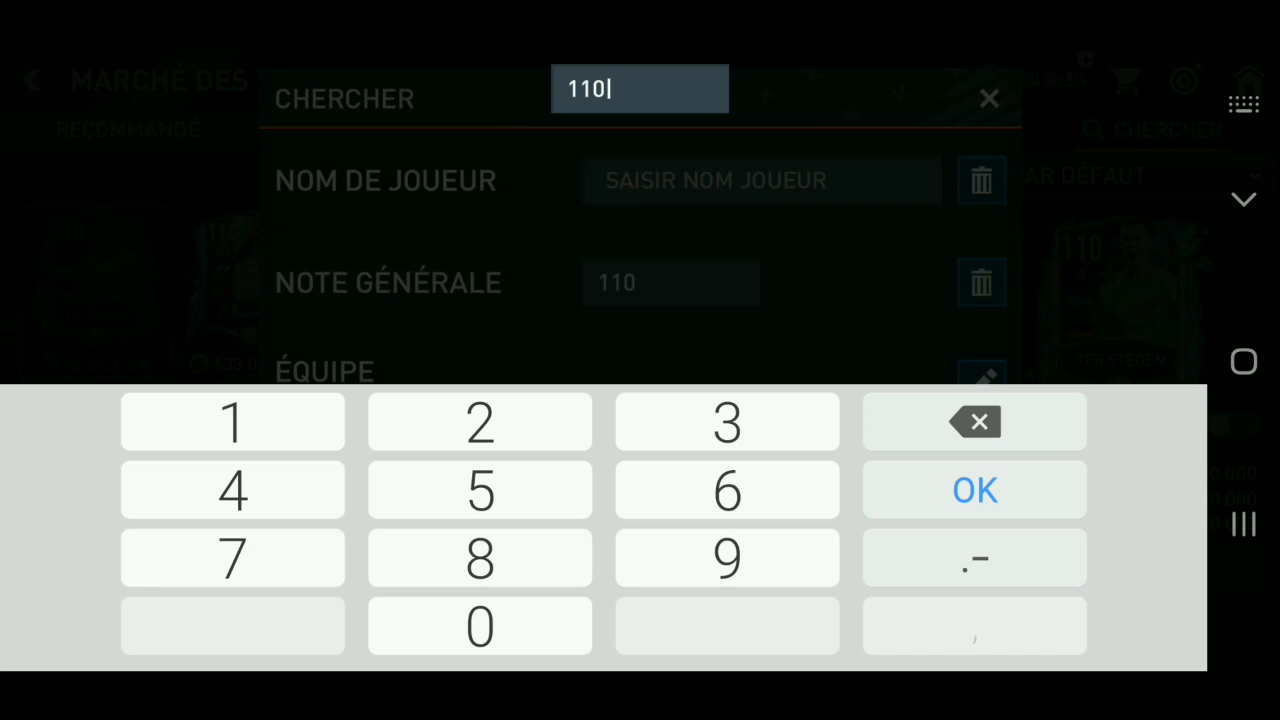 MARCHÉ DES
CHERCHER
110
RECOMMANDÉ
CHERCHER
NOM DE JOUEUR
SAISIR NOM JOUEUR
AR DÉFAUT
NOTE GÉNÉRALE
110
110
TER STEGEN
ÉQUIPE
1 2 3
4 5 6 OK
7 8 9 .-
0 ,